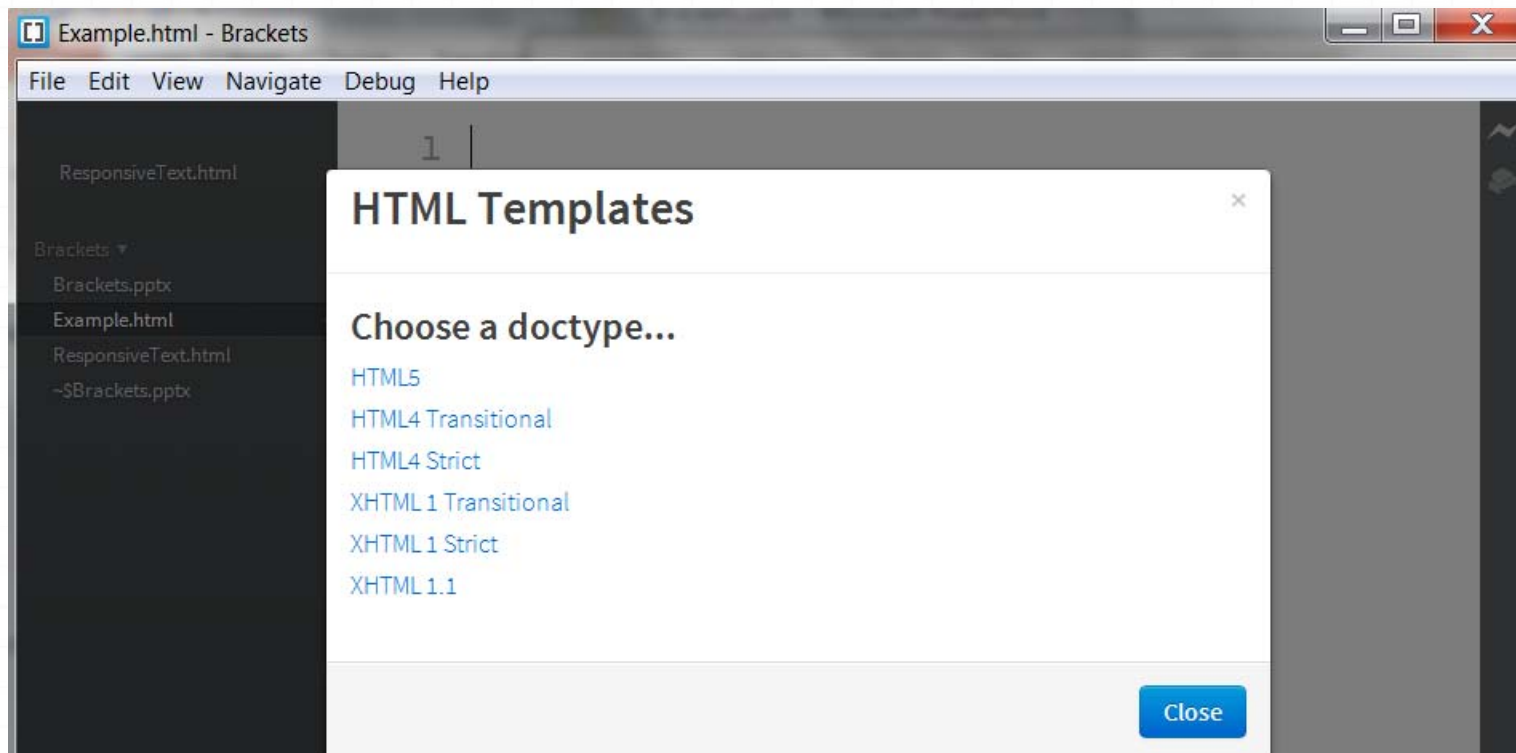 Example.html - Brackets
File Edit View Navigate Debug Help
1
ResponsiveText.html
Brackets
Brackets.pptx
Example.html
ResponsiveText.html
~$Brackets.pptx
HTML Templates
Choose a doctype...
HTML5
HTML4 Transitional
HTML4 Strict
XHTML 1 Transitional
XHTML 1 Strict
XHTML 1.1
Close